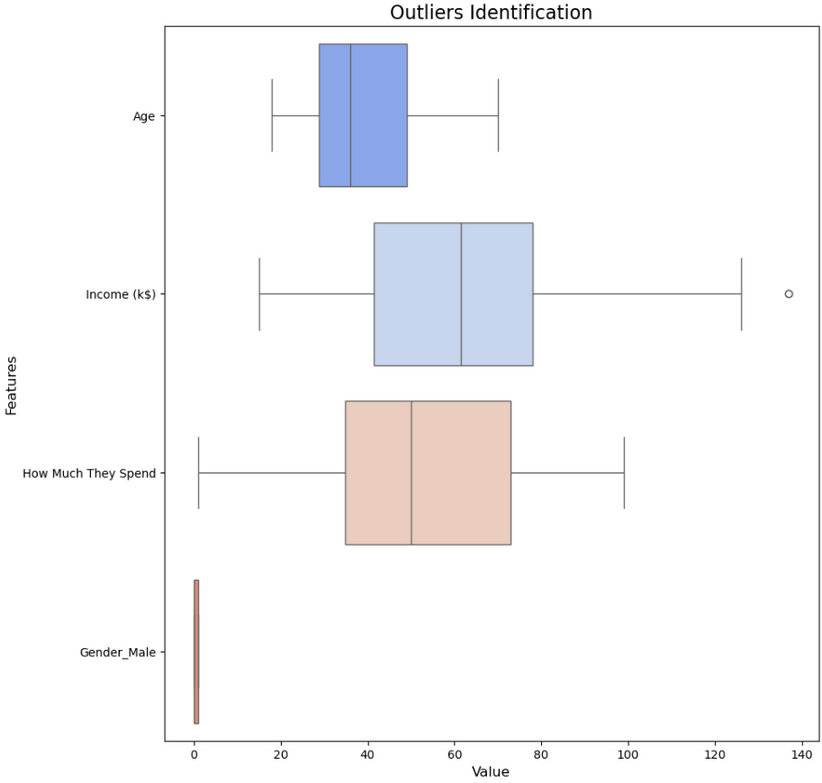 Outliers Identification
Age
Income (k$)
How Much They Spend
Gender_Male
Features
0 20 40 60 80 100 120 140
Value